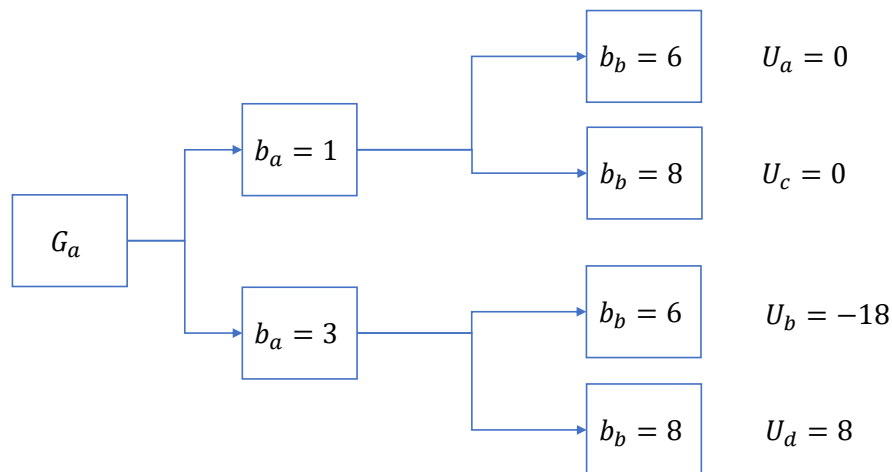 b_b = 6 U_a = 0
b_a = 1
b_b = 8 U_c = 0
G_a
b_b = 6 U_b = −18
b_a = 3
b_b = 8 U_d = 8